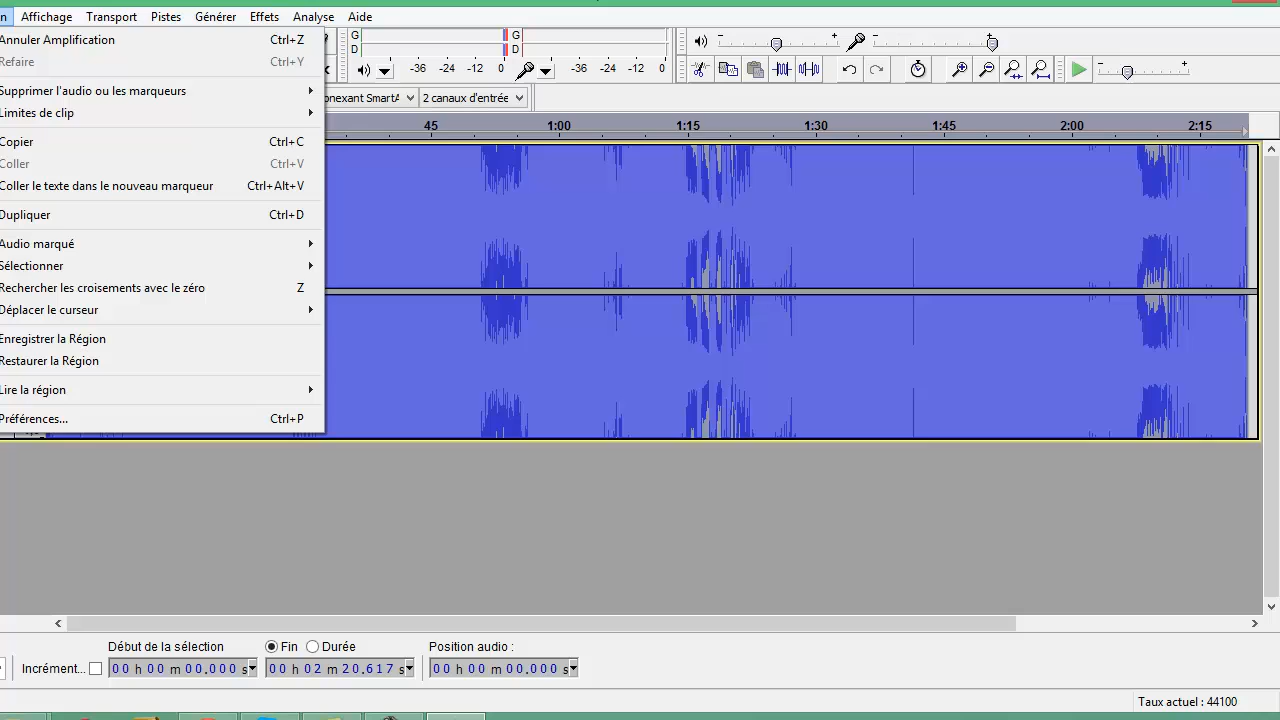 n Affichage Transport Pistes Générer Effets Analyse Aide
Annuler Amplification Ctrl+Z
Refaire Ctrl+Y
Supprimer l'audio ou les marqueurs
Limites de clip
Copier Ctrl+C
Coller Ctrl+V
Coller le texte dans le nouveau marqueur Ctrl+Alt+V
Dupliquer Ctrl+D
Audio marqué
Sélectionner
Rechercher les croisements avec le zéro Z
Déplacer le curseur
Enregistrer la Région
Restaurer la Région
Lire la région
Préférences... Ctrl+P
G G
D D
-36 -24 -12 0 -36 -24 -12 0
onexant SmartA 2 canaux d'entrée
45 1:00 1:15 1:30 1:45 2:00 2:15
Début de la sélection Fin Durée Position audio :
Incrément... 00 h 00 m 00.000 s 00 h 02 m 20.617 s 00 h 00 m 00.000 s
Taux actuel : 44100